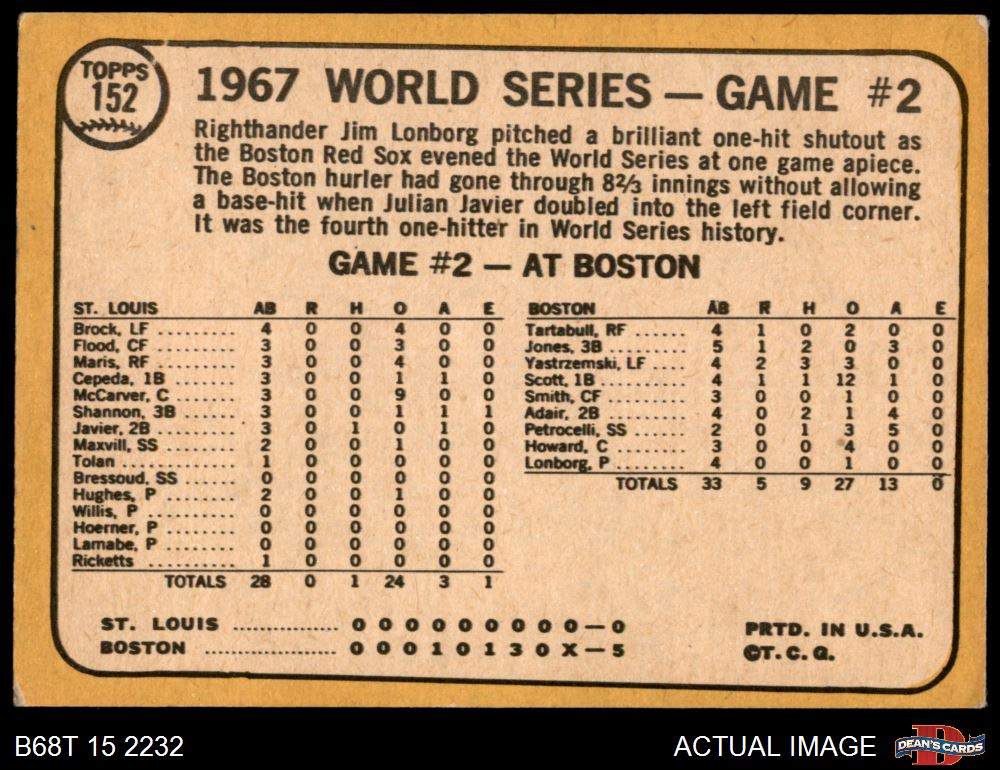 TOPPS
152
1967 WORLD SERIES — GAME #2
Righthander Jim Lonborg pitched a brilliant one-hit shutout as
the Boston Red Sox evened the World Series at one game apiece.
The Boston hurler had gone through 8⅔ innings without allowing
a base-hit when Julian Javier doubled into the left field corner.
It was the fourth one-hitter in World Series history.
GAME #2 — AT BOSTON
ST. LOUIS AB R H O A E
Brock, LF ......... 4 0 0 4 0 0
Flood, CF ......... 3 0 0 3 0 0
Maris, RF ......... 3 0 0 4 0 0
Cepeda, 1B ......... 3 0 0 1 1 0
McCarver, C ........ 3 0 0 9 0 0
Shannon, 3B ....... 3 0 0 1 1 1
Javier, 2B ......... 3 0 1 0 1 0
Maxvill, SS ........ 2 0 0 1 0 0
Tolan ............. 1 0 0 0 0 0
Bressoud, SS ....... 0 0 0 0 0 0
Hughes, P ......... 2 0 0 1 0 0
Willis, P .......... 0 0 0 0 0 0
Hoerner, P ........ 0 0 0 0 0 0
Lamabe, P ......... 0 0 0 0 0 0
Ricketts .......... 1 0 0 0 0 0
TOTALS 28 0 1 24 3 1
BOSTON AB R H O A E
Tartabull, RF ...... 4 1 0 2 0 0
Jones, 3B ......... 5 1 2 0 3 0
Yastrzemski, LF .... 4 2 3 3 0 0
Scott, 1B .......... 4 1 1 12 1 0
Smith, CF ......... 3 0 0 1 0 0
Adair, 2B ......... 4 0 2 1 4 0
Petrocelli, SS ...... 2 0 1 3 5 0
Howard, C ........ 3 0 0 4 0 0
Lonborg, P ........ 4 0 0 1 0 0
TOTALS 33 5 9 27 13 0
ST. LOUIS ................ 0 0 0 0 0 0 0 0 0—0
BOSTON .................... 0 0 0 1 0 1 3 0 X—5
PRTD. IN U.S.A.
©T. C. G.
B68T 15 2232
ACTUAL IMAGE
D
DEAN'S CARDS